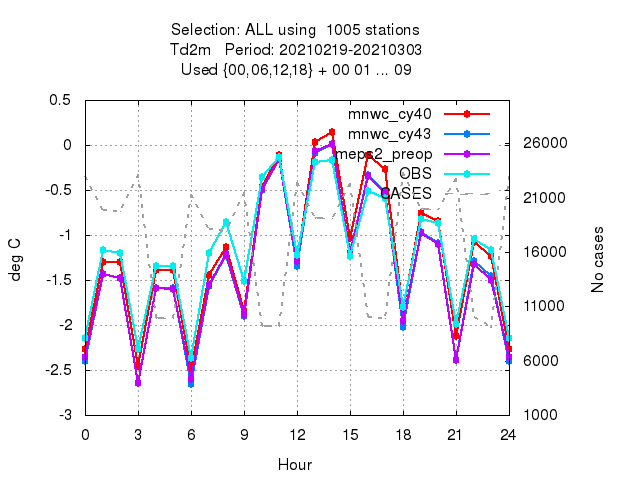 Selection: ALL using  1005 stations
Td2m   Period: 20210219-20210303
Used {00,06,12,18} + 00 01 ... 09
0.5
0
-0.5
-1
-1.5
-2
-2.5
-3
deg C
mnwc_cy40
mnwc_cy43
meps2_preop
OBS
CASES
26000
21000
16000
11000
6000
1000
No cases
0 3 6 9 12 15 18 21 24
Hour